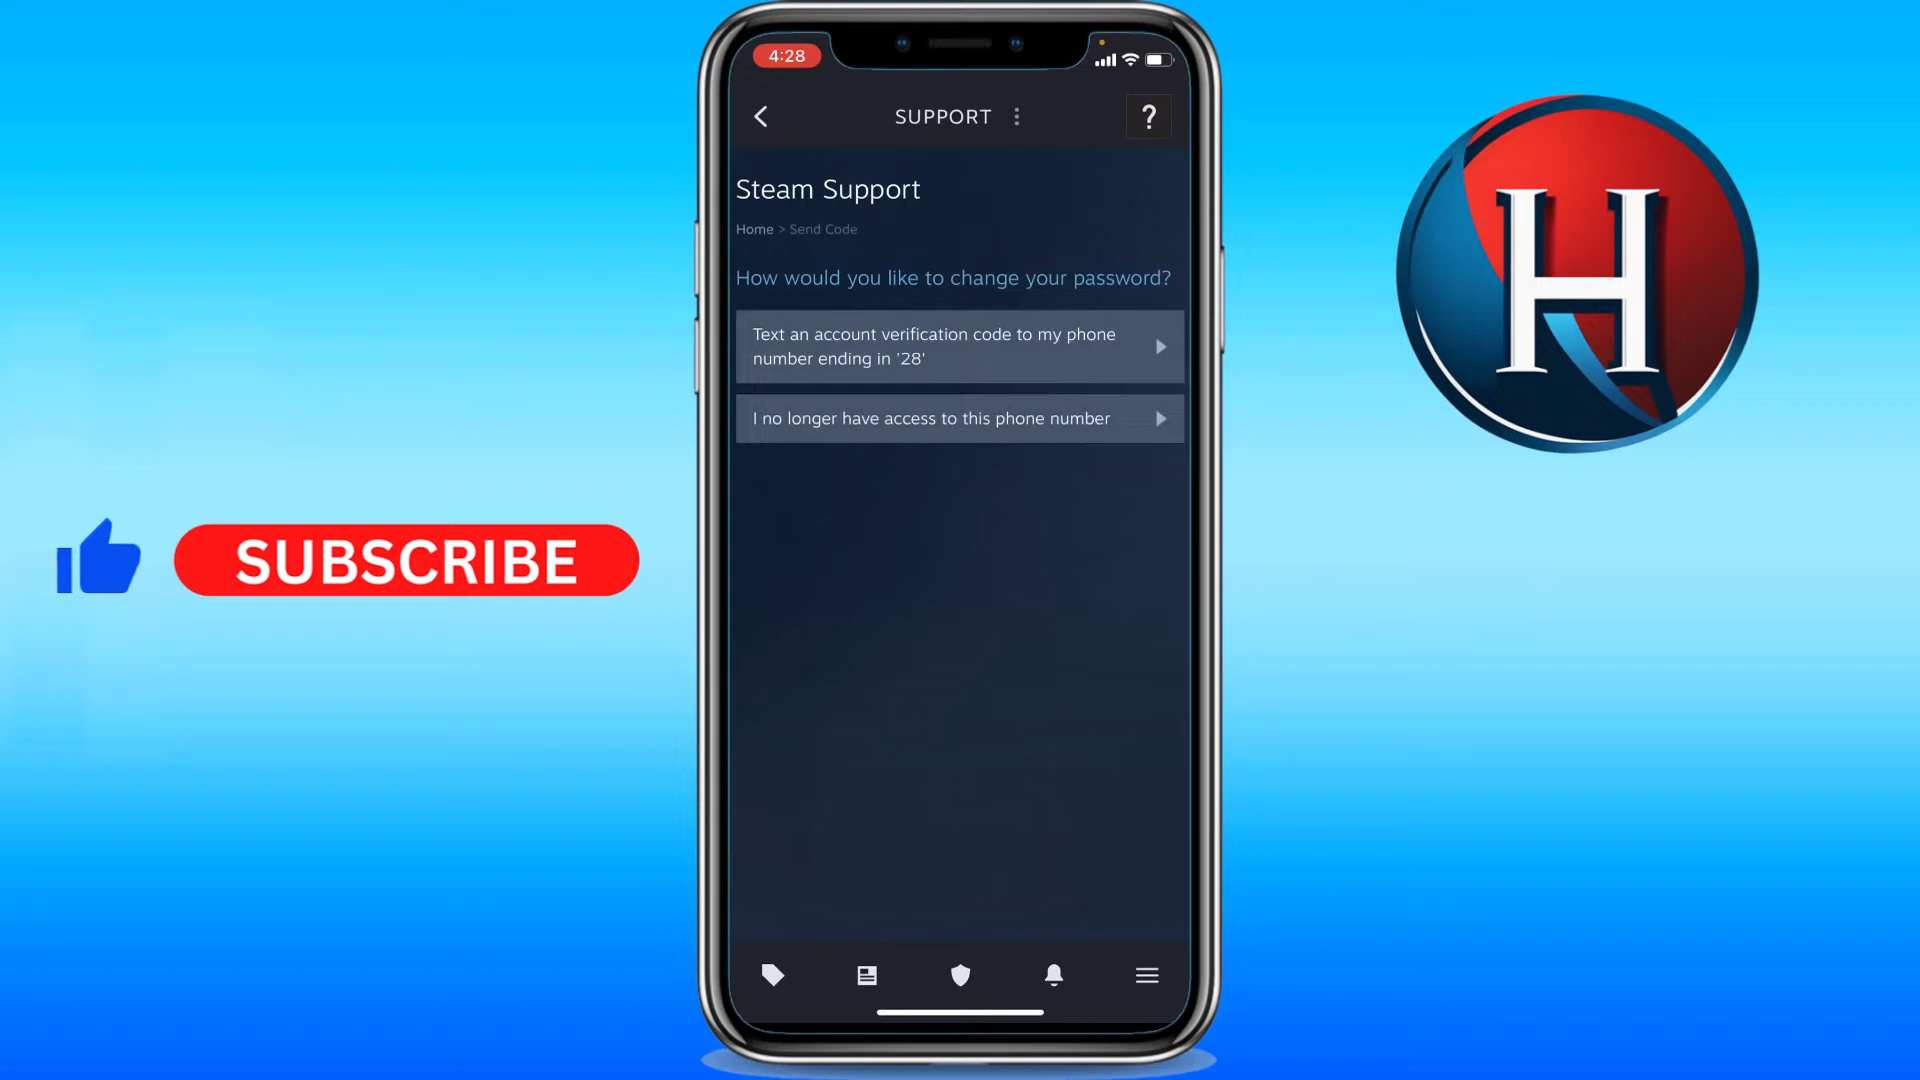 4:28
SUPPORT
?
Steam Support
Home > Send Code
How would you like to change your password?
Text an account verification code to my phone
number ending in '28'
I no longer have access to this phone number
SUBSCRIBE
H